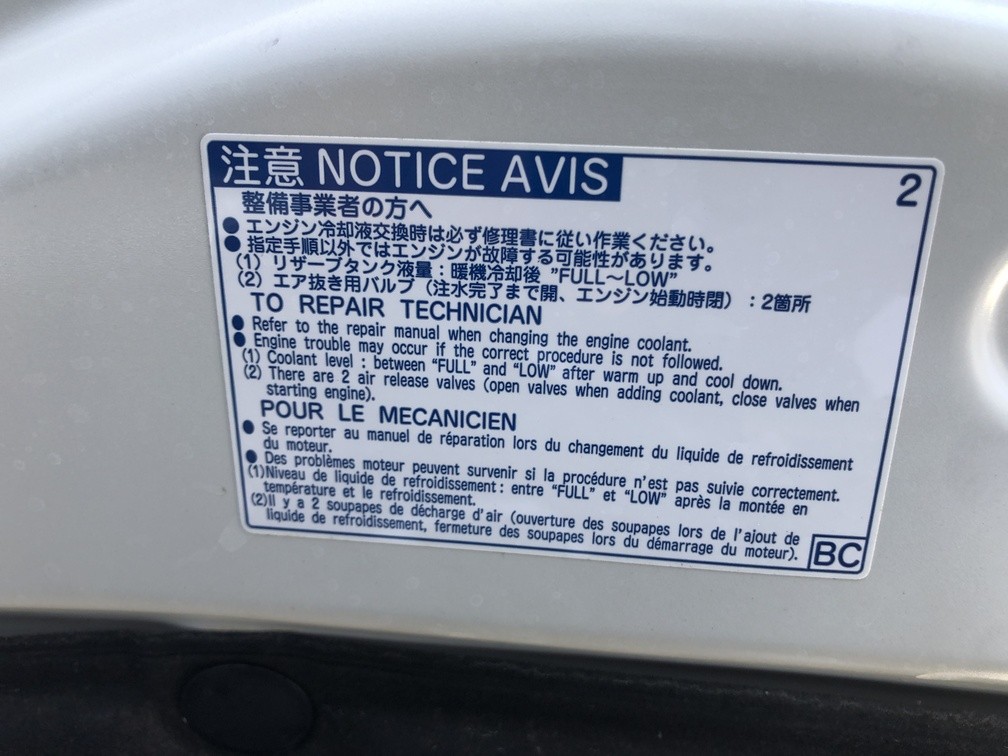 注意 NOTICE AVIS
2
整備事業者の方へ
● エンジン冷却液交換時は必ず修理書に従い作業ください。
● 指定手順以外ではエンジンが故障する可能性があります。
(1) リザーブタンク液量：暖機冷却後 "FULL～LOW"
(2) エア抜き用バルブ（注水完了まで開、エンジン始動時閉）：2箇所
TO REPAIR TECHNICIAN
● Refer to the repair manual when changing the engine coolant.
● Engine trouble may occur if the correct procedure is not followed.
(1) Coolant level : between "FULL" and "LOW" after warm up and cool down.
(2) There are 2 air release valves (open valves when adding coolant, close valves when
starting engine).
POUR LE MECANICIEN
● Se reporter au manuel de réparation lors du changement du liquide de refroidissement
du moteur.
● Des problèmes moteur peuvent survenir si la procédure n'est pas suivie correctement.
(1)Niveau de liquide de refroidissement : entre "FULL" et "LOW" après la montée en
température et le refroidissement.
(2)Il y a 2 soupapes de décharge d'air (ouverture des soupapes lors de l'ajout de
liquide de refroidissement, fermeture des soupapes lors du démarrage du moteur).
BC